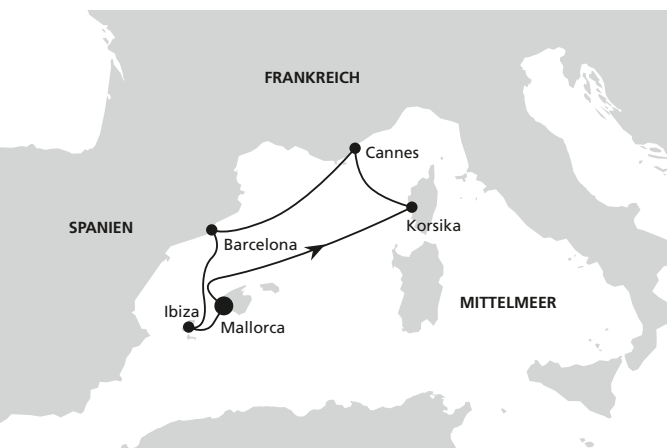 FRANKREICH
Cannes
Korsika
SPANIEN
Barcelona
MITTELMEER
Ibiza
Mallorca